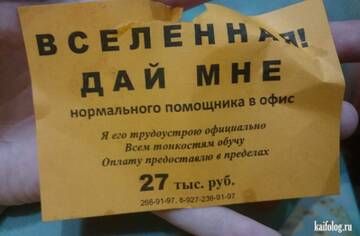 ВСЕЛЕННАЯ!
ДАЙ МНЕ
нормального помощника в офис
Я его трудоустрою официально
Всем тонкостям обучу
Оплату предоставлю в пределах
27 тыс. руб.
266-91-97, 8-927-236-91-97
kaifolog.ru